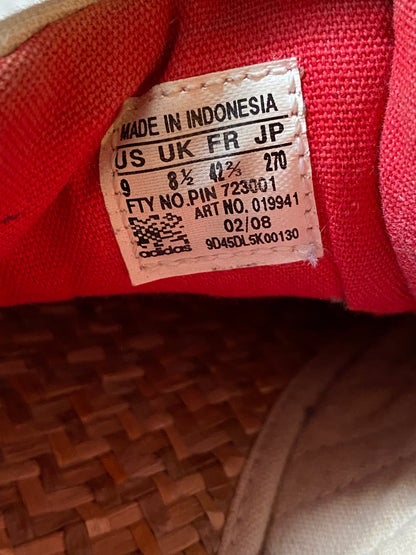 MADE IN INDONESIA
US UK FR JP
9 8½ 42⅔ 270
FTY NO.PIN 723001
ART NO. 019941
02/08
9D45DL5K00130
adidas